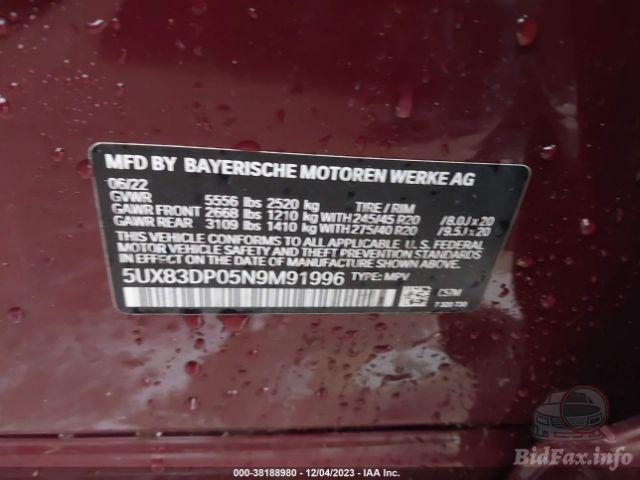 MFD BY BAYERISCHE MOTOREN WERKE AG
06/22
GVWR 5556 lbs 2520 kg TIRE / RIM
GAWR FRONT 2668 lbs 1210 kg WITH 245/45 R20 /8.0J x 20
GAWR REAR 3109 lbs 1410 kg WITH 275/40 R20 /9.5J x 20
THIS VEHICLE CONFORMS TO ALL APPLICABLE U.S. FEDERAL
MOTOR VEHICLE SAFETY AND THEFT PREVENTION STANDARDS
IN EFFECT ON THE DATE OF MANUFACTURE SHOWN ABOVE.
5UX83DP05N9M91996 TYPE: MPV
C57M
7 320 730
BidFax.info
000-38188980 - 12/04/2023 - IAA Inc.